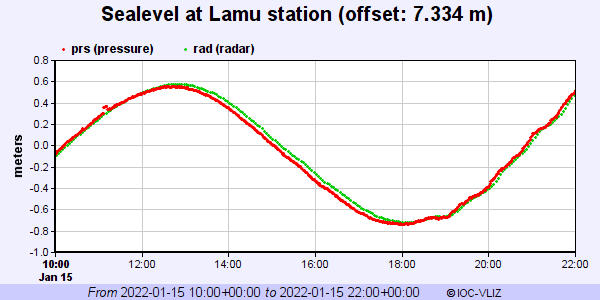 Sealevel at Lamu station (offset: 7.334 m)
prs (pressure) rad (radar)
0.8
0.6
0.4
0.2
0.0
-0.2
-0.4
-0.6
-0.8
-1.0
meters
10:00 12:00 14:00 16:00 18:00 20:00 22:00
Jan 15
From 2022-01-15 10:00+00:00 to 2022-01-15 22:00+00:00 © IOC-VLIZ